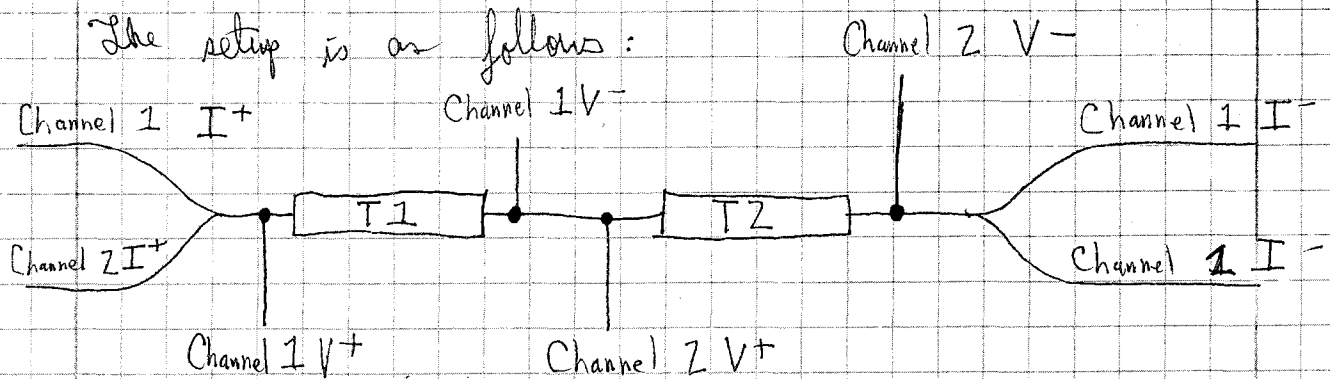 The setup is as follows:
Channel 2 V-
Channel 1 I+
Channel 1 V-
Channel 1 I-
T1
T2
Channel 2 I+
Channel 1 I-
Channel 1 V+
Channel 2 V+